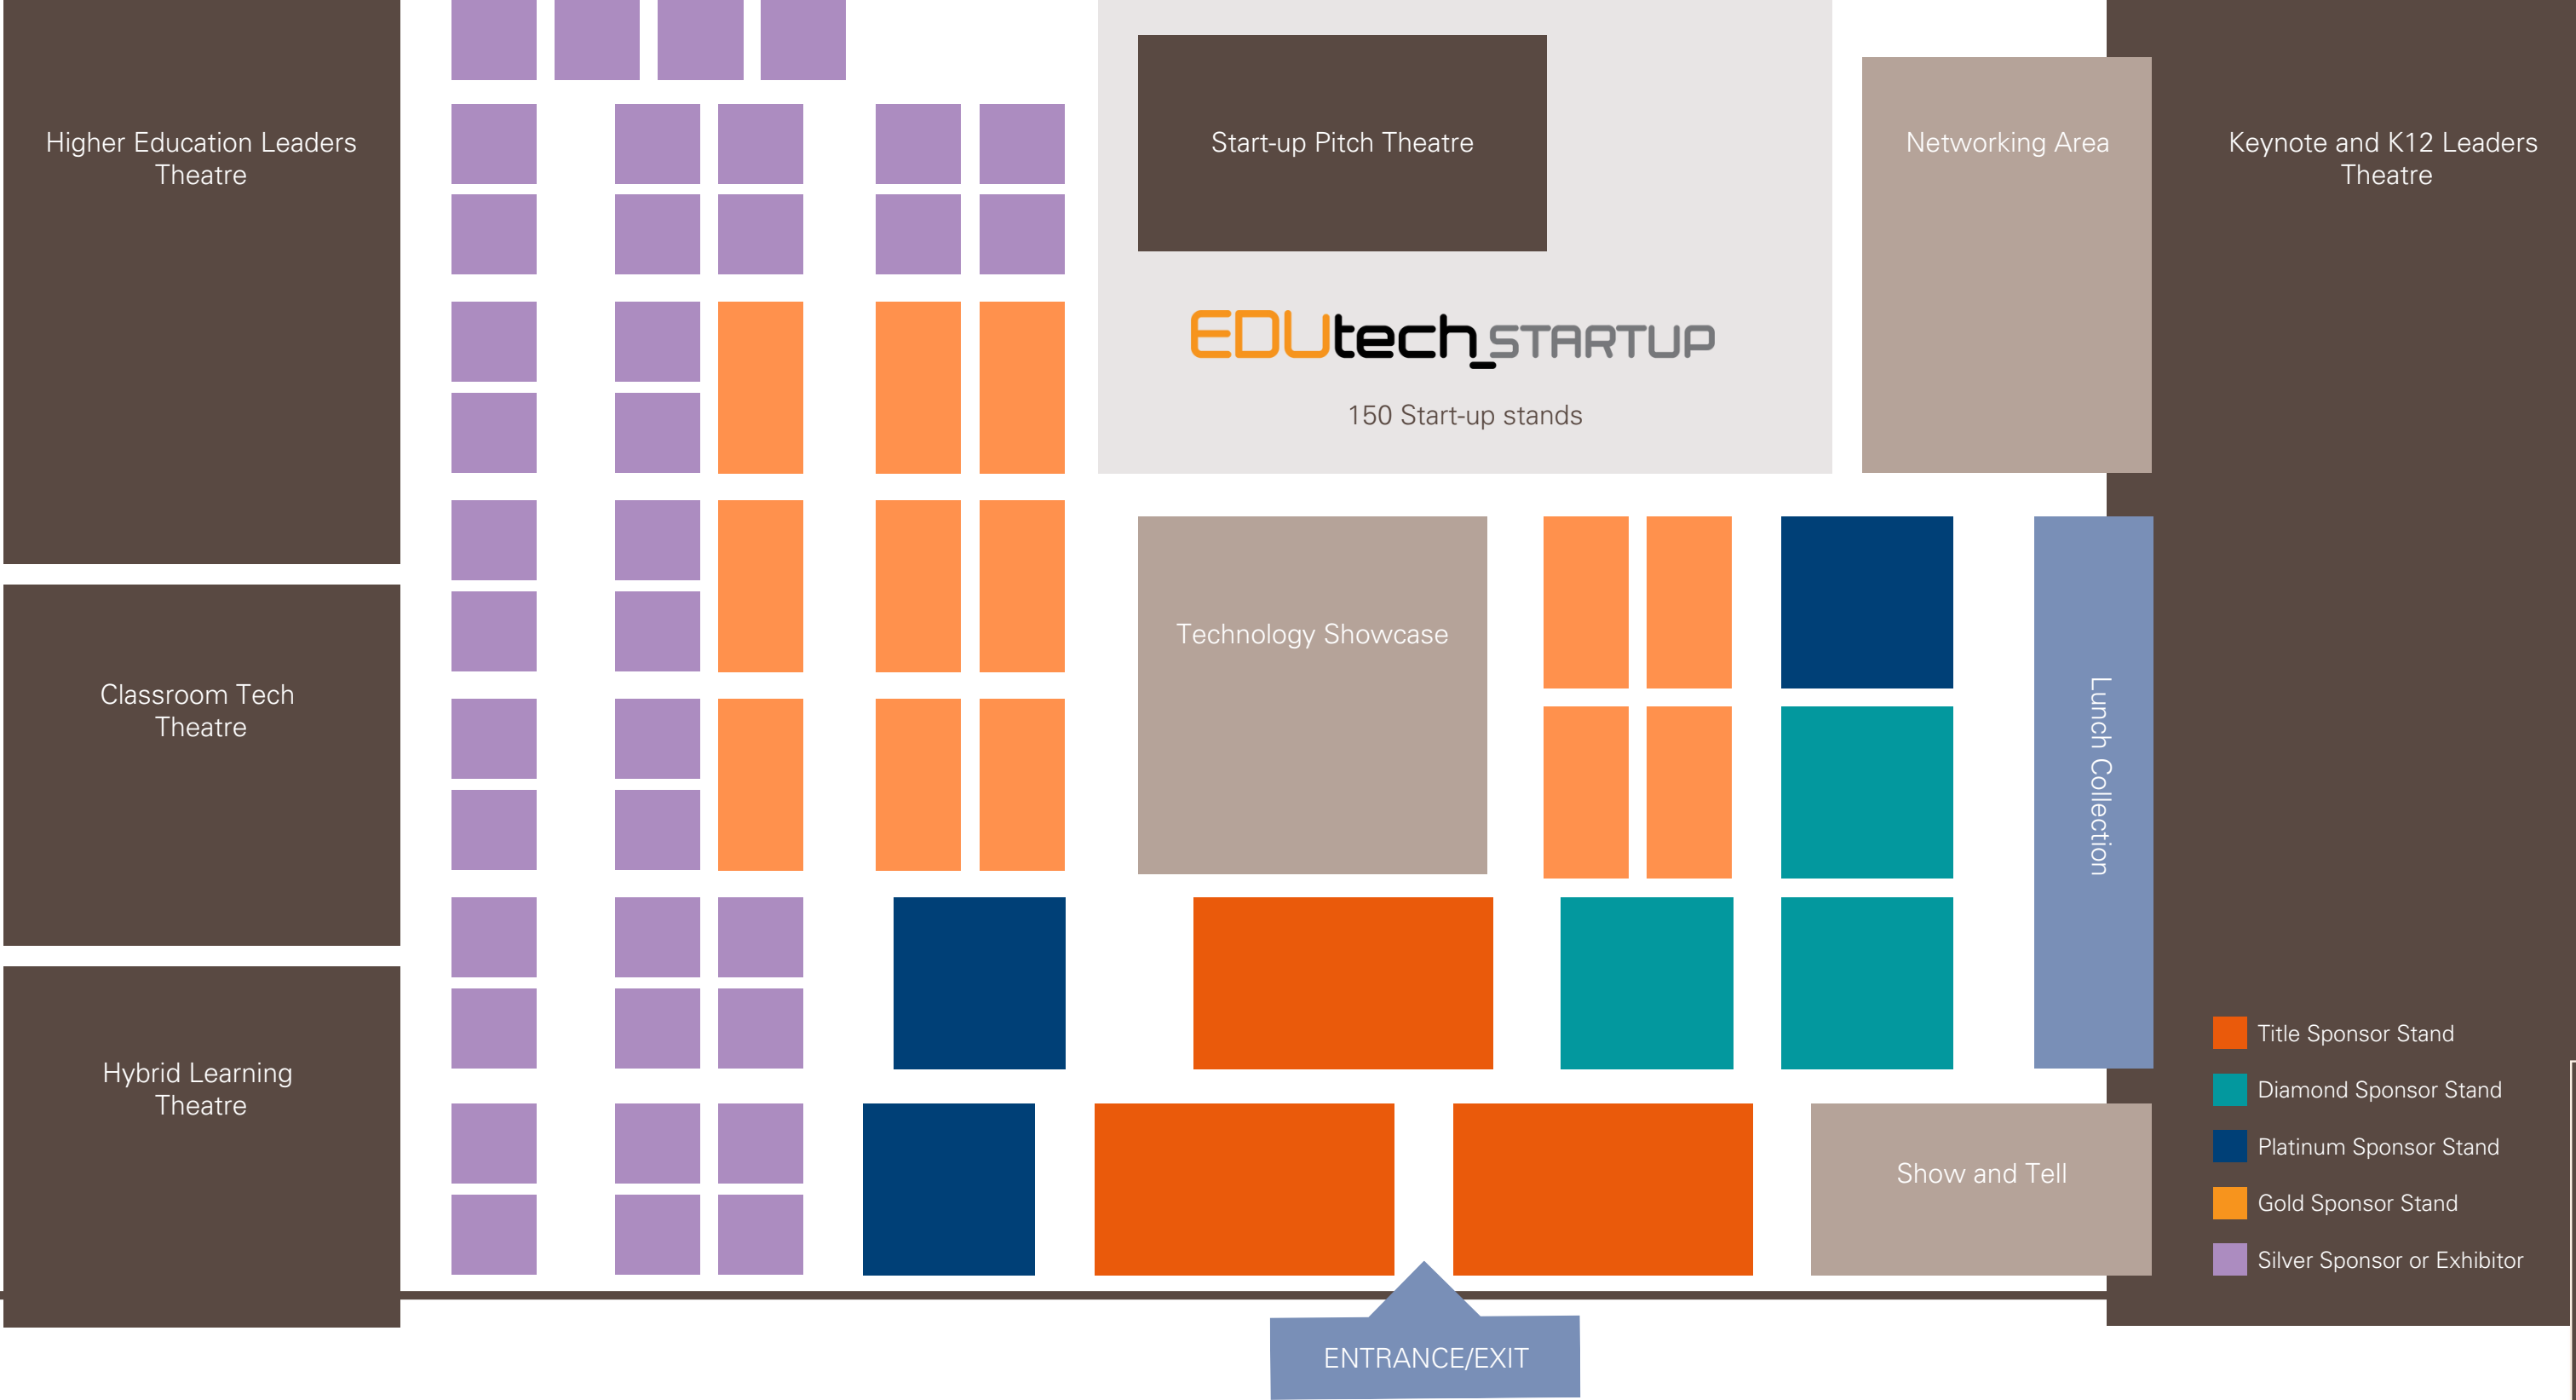 Higher Education Leaders
Theatre
Start-up Pitch Theatre
Networking Area
Keynote and K12 Leaders
Theatre
EDUtech_STARTUP
150 Start-up stands
Technology Showcase
Classroom Tech
Theatre
Lunch Collection
Hybrid Learning
Theatre
Show and Tell
Title Sponsor Stand
Diamond Sponsor Stand
Platinum Sponsor Stand
Gold Sponsor Stand
Silver Sponsor or Exhibitor
ENTRANCE/EXIT